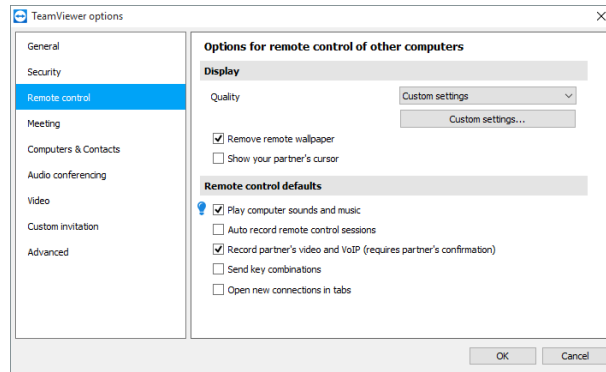 TeamViewer options
General
Security
Remote control
Meeting
Computers & Contacts
Audio conferencing
Video
Custom invitation
Advanced
Options for remote control of other computers
Display
Quality
Custom settings
Custom settings...
Remove remote wallpaper
Show your partner's cursor
Remote control defaults
Play computer sounds and music
Auto record remote control sessions
Record partner's video and VoIP (requires partner's confirmation)
Send key combinations
Open new connections in tabs
OK
Cancel